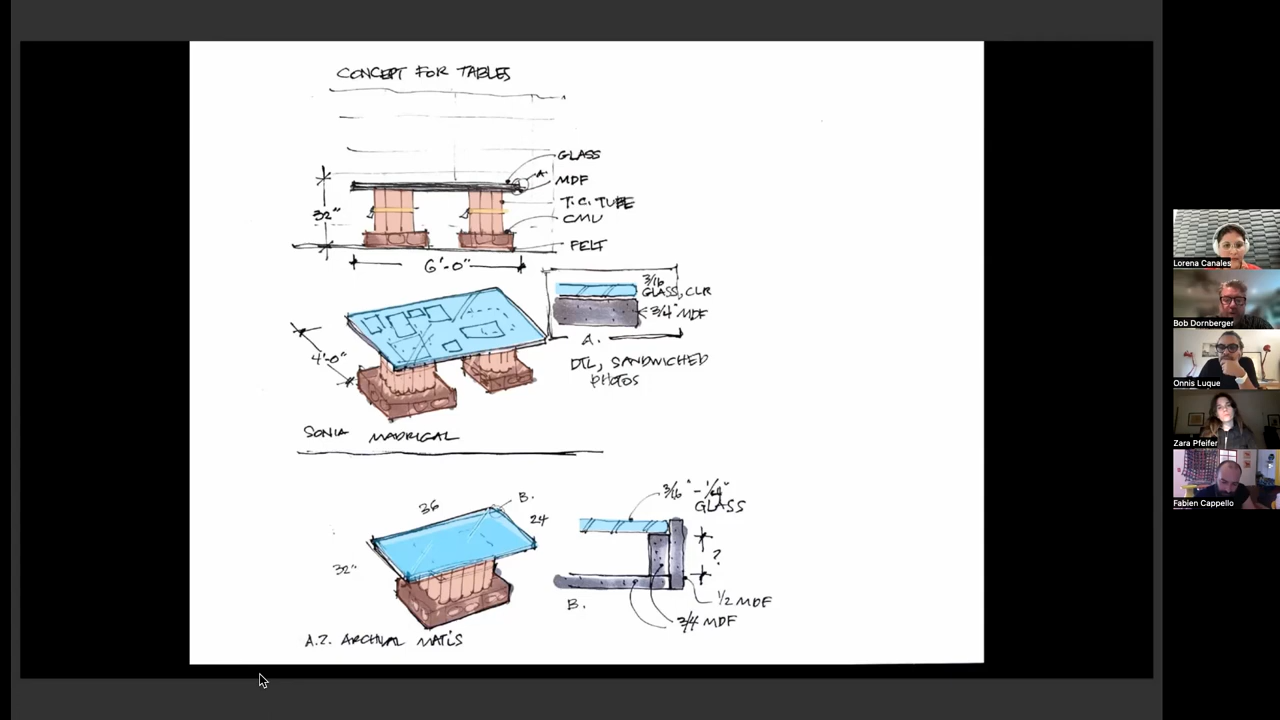 CONCEPT FOR TABLES
GLASS
A
MDF
T.C. TUBE
CMU
FELT
32"
6'-0"
3/16
GLASS, CLR
3/4" MDF
A.
DTL, SANDWICHED
PHOTOS
4'-0"
SONIA MADRIGAL
36
B.
24
32"
3/16" - 1/4"
GLASS
?
1/2 MDF
3/4 MDF
B.
A.Z. ARCHIVAL MAT'LS
Lorena Canales
Bob Dornberger
Onnis Luque
Zara Pfeifer
Fabien Cappello